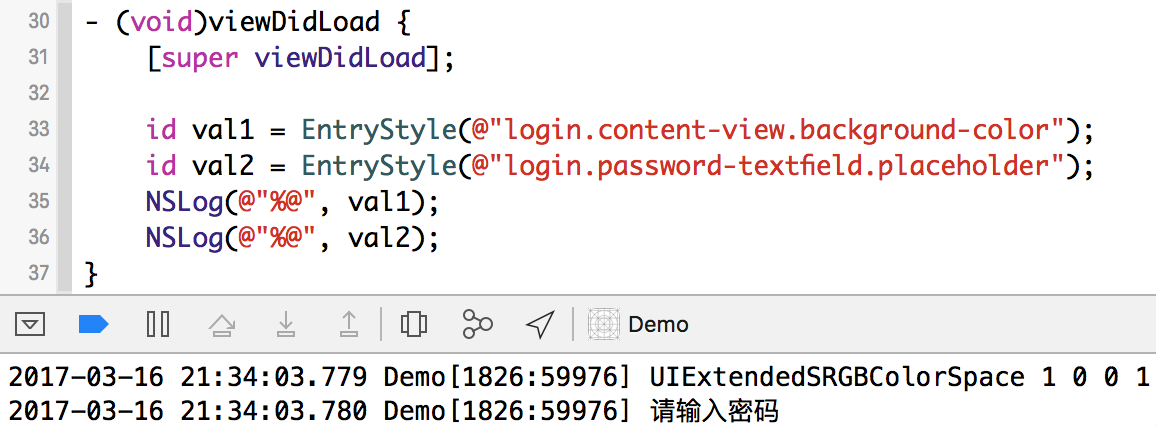 30 - (void)viewDidLoad {
31     [super viewDidLoad];
32
33     id val1 = EntryStyle(@"login.content-view.background-color");
34     id val2 = EntryStyle(@"login.password-textfield.placeholder");
35     NSLog(@"%@", val1);
36     NSLog(@"%@", val2);
37 }
Demo
2017-03-16 21:34:03.779 Demo[1826:59976] UIExtendedSRGBColorSpace 1 0 0 1
2017-03-16 21:34:03.780 Demo[1826:59976] 请输入密码